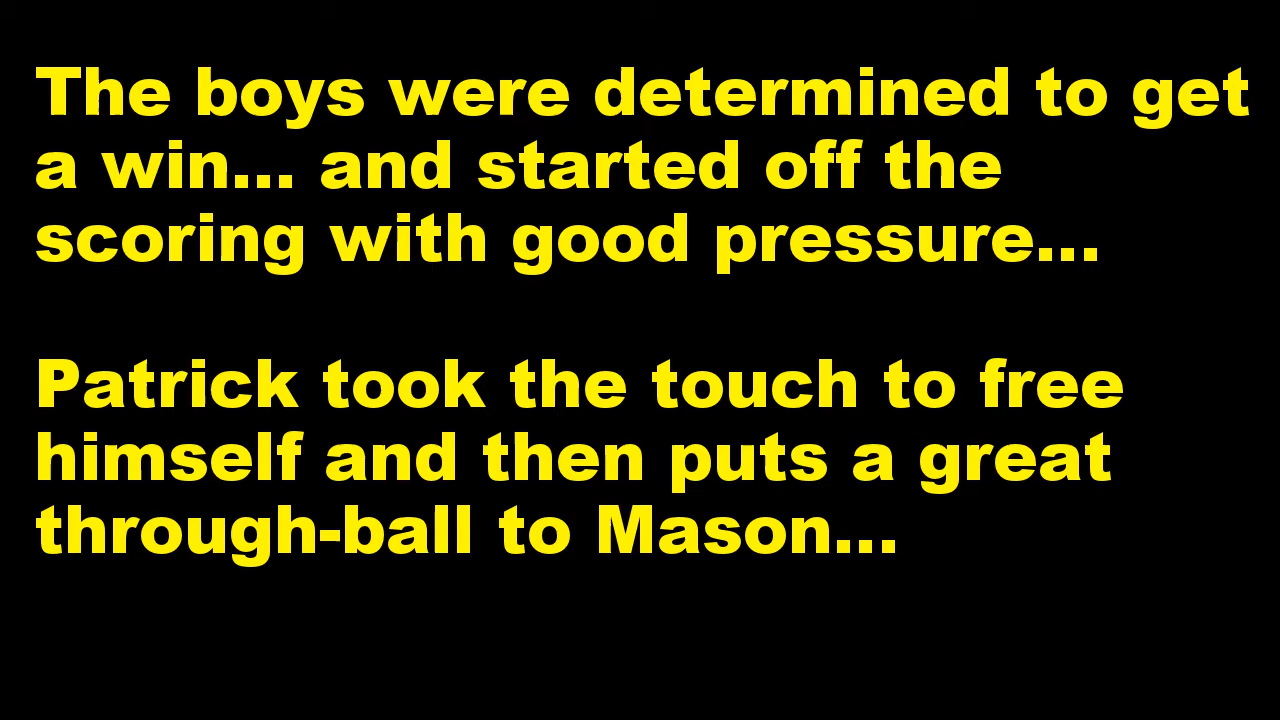 The boys were determined to get
a win... and started off the
scoring with good pressure...
Patrick took the touch to free
himself and then puts a great
through-ball to Mason...